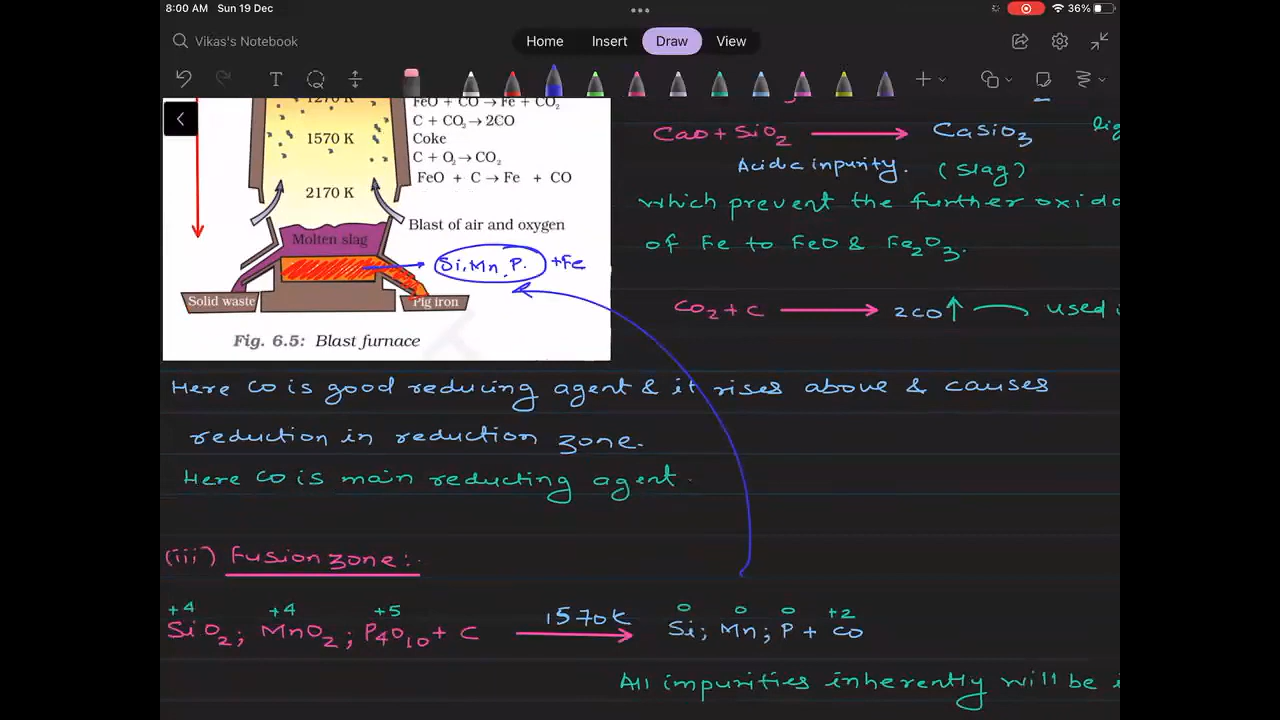 8:00 AM Sun 19 Dec
36%
Vikas's Notebook
Home Insert Draw View
1270 K
FeO + CO → Fe + CO₂
C + CO₂ → 2CO
1570 K
Coke
C + O₂ → CO₂
FeO + C → Fe + CO
2170 K
Blast of air and oxygen
Molten slag
Si, Mn, P. + Fe
Solid waste
Pig iron
Fig. 6.5: Blast furnace
CaO + SiO₂ → CaSiO₃
Acidic inpurity. (slag)
which prevent the further oxida
of Fe to FeO & Fe₂O₃.
CO₂ + C → 2CO↑ used
Here CO is good reducing agent & it rises above & causes
reduction in reduction zone.
Here CO is main reducting agent.
(iii) Fusion zone:-
+4 +4 +5 1570K 0 0 0 +2
SiO₂; MnO₂; P₄O₁₀ + C → Si; Mn; P + CO
All impurities inherently will be